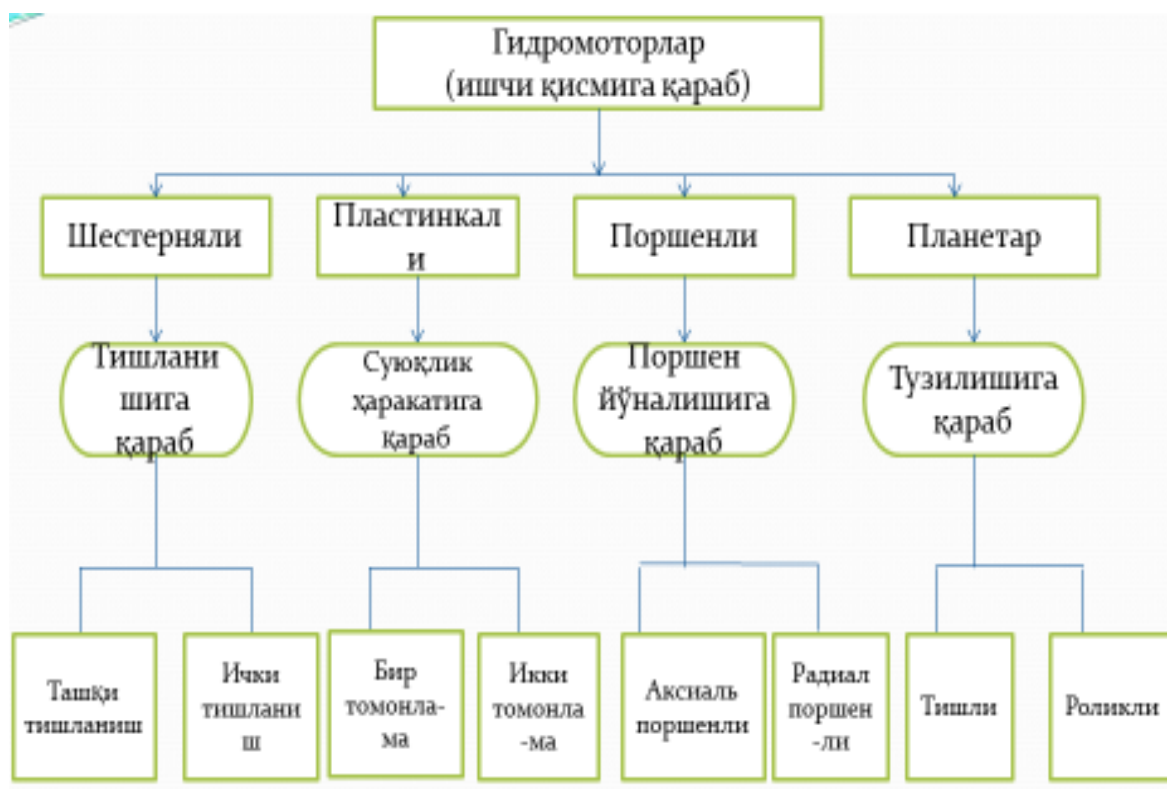 Гидромоторлар
(ишчи қисмига қараб)
Шестерняли
Пластинкал
и
Поршенли
Планетар
Тишлани
шига
қараб
Суюқлик
ҳаракатига
қараб
Поршен
йўналишига
қараб
Тузилишига
қараб
Ташқи
тишланиш
Ички
тишлани
ш
Бир
томонла-
ма
Икки
томонла
-ма
Аксиаль
поршенли
Радиал
поршен
-ли
Тишли
Роликли